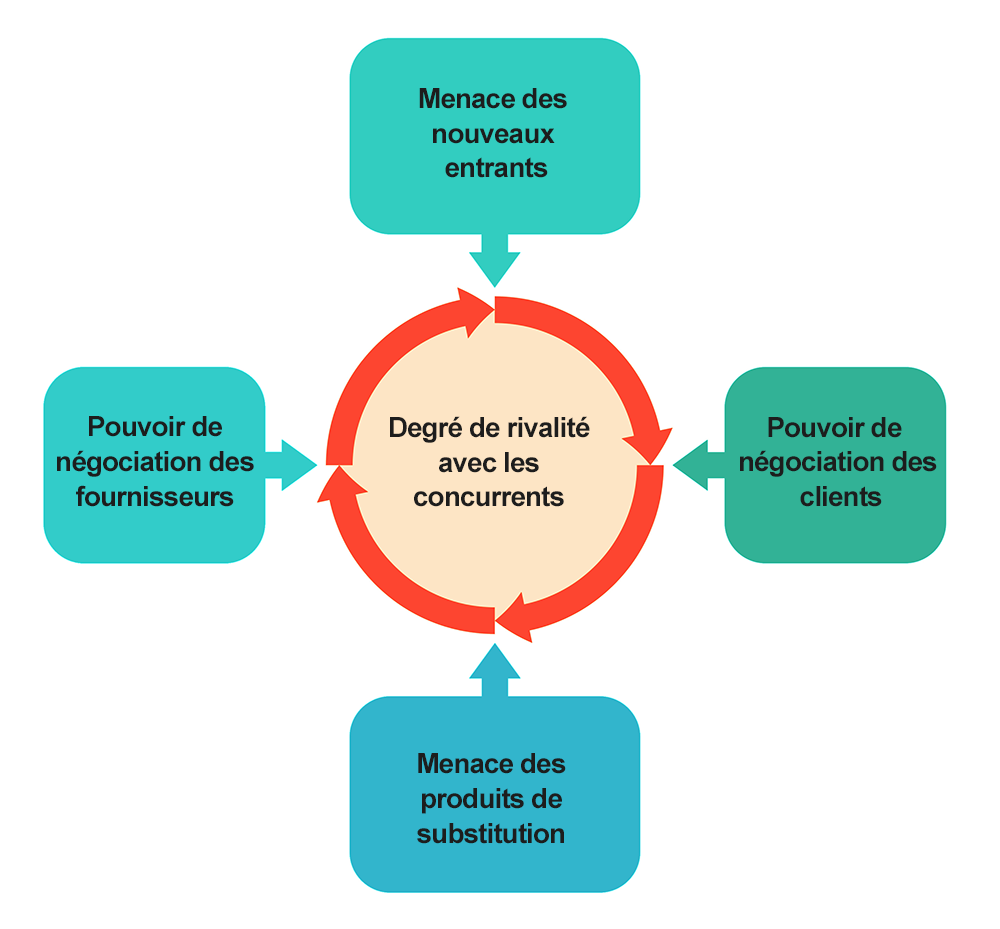 Menace des
nouveaux
entrants
Pouvoir de
négociation des
fournisseurs
Degré de rivalité
avec les
concurrents
Pouvoir de
négociation des
clients
Menace des
produits de
substitution